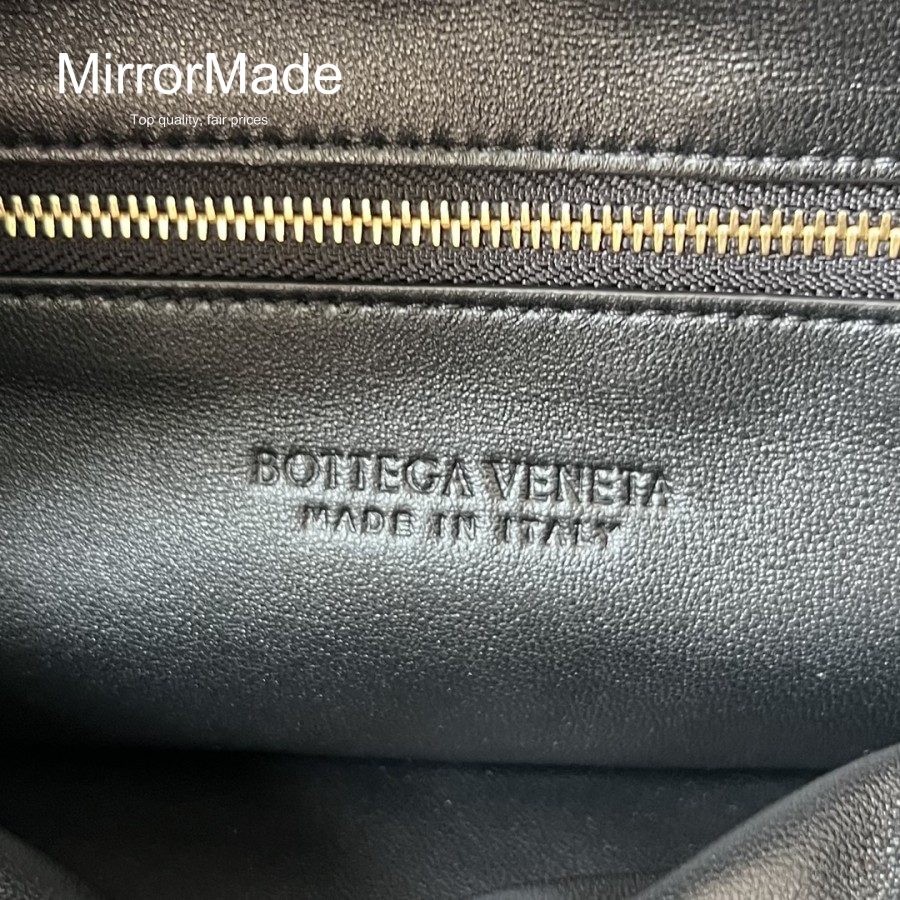 MirrorMade
Top quality, fair prices
BOTTEGA VENETA
MADE IN ITALY